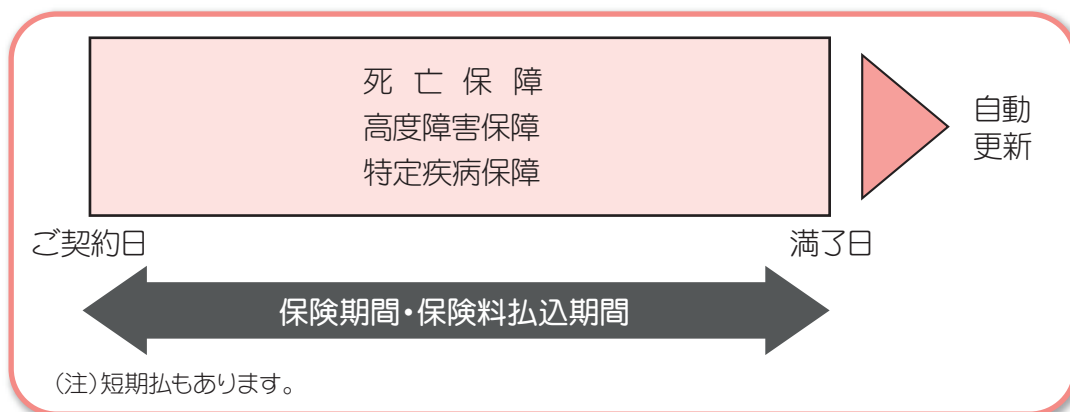 死亡保障
高度障害保障
特定疾病保障
自動
更新
ご契約日
満了日
保険期間・保険料払込期間
(注)短期払もあります。